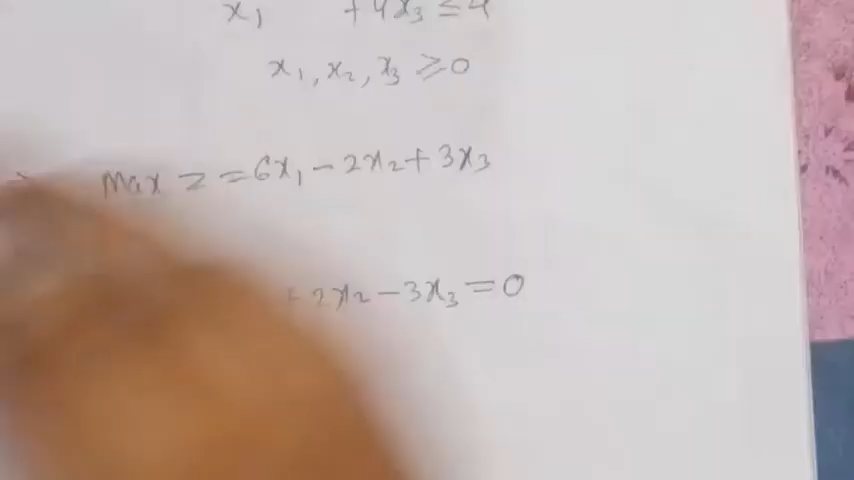 x₁ +4x₃ ≤ 4
x₁, x₂, x₃ ≥ 0
Max z = 6x₁ - 2x₂ + 3x₃
+ 2x₂ - 3x₃ = 0